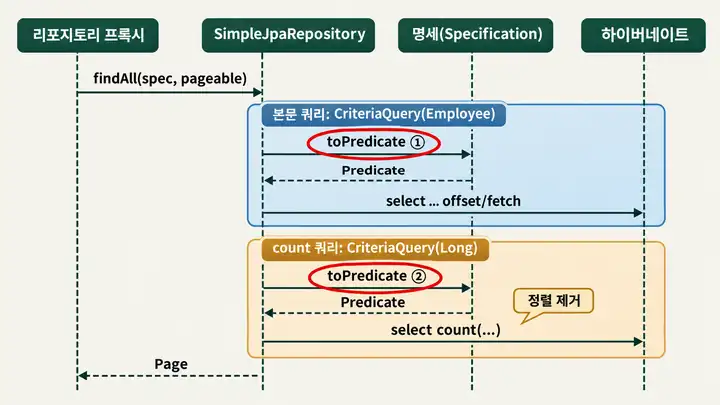 리포지토리 프록시
SimpleJpaRepository
명세(Specification)
하이버네이트
findAll(spec, pageable)
본문 쿼리: CriteriaQuery(Employee)
toPredicate ①
Predicate
select ... offset/fetch
count 쿼리: CriteriaQuery(Long)
toPredicate ②
Predicate
정렬 제거
select count(...)
Page